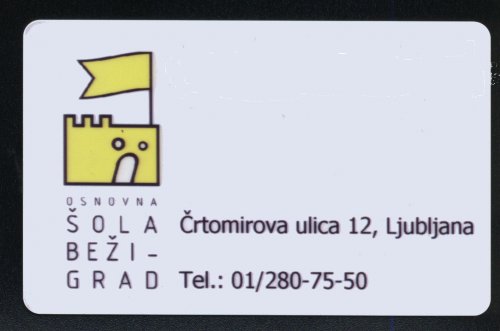 OSNOVNA
ŠOLA
BEŽI-
GRAD
Črtomirova ulica 12, Ljubljana
Tel.: 01/280-75-50